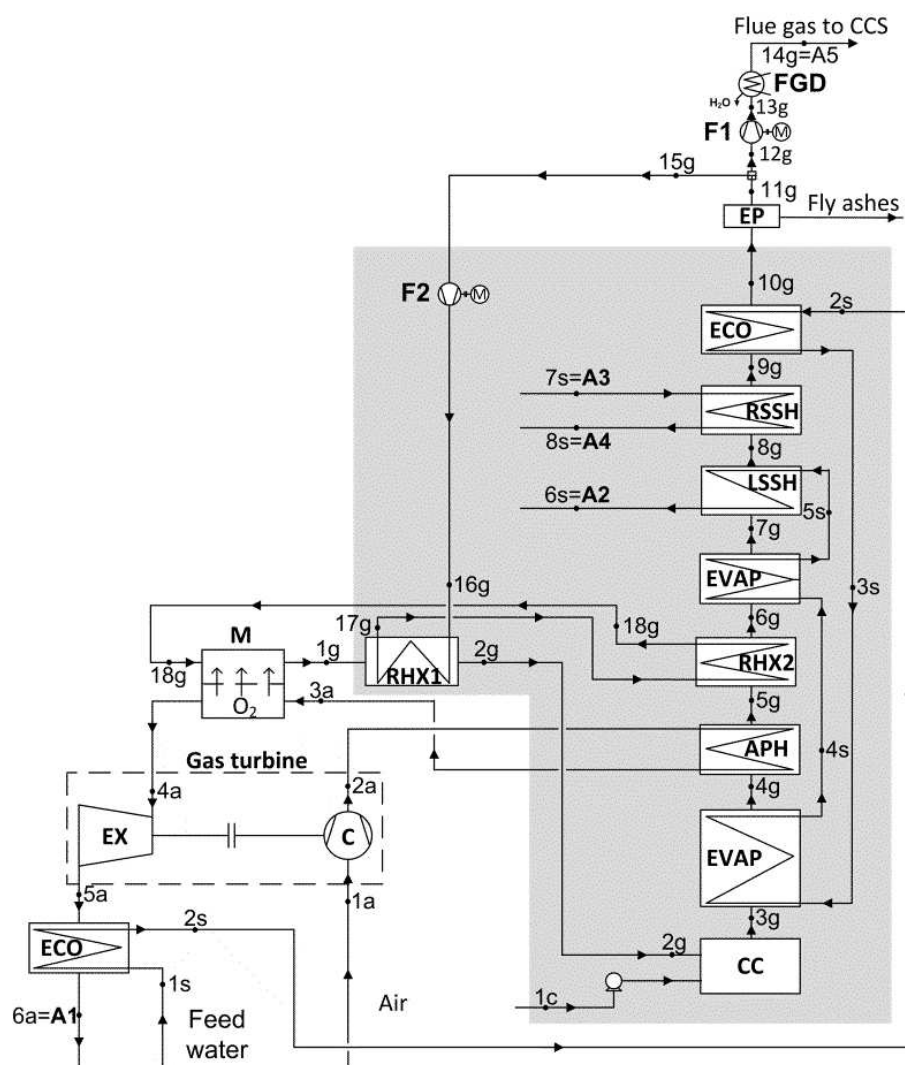 Flue gas to CCS
14g=A5
FGD
H₂O
13g
F1
M
12g
15g
11g
EP
Fly ashes
10g
F2
M
2s
ECO
9g
7s=A3
RSSH
8s=A4
8g
LSSH
6s=A2
5s
7g
EVAP
3s
16g
6g
17g
18g
M
1g
2g
RHX1
RHX2
18g
O₂
3a
5g
Gas turbine
APH
4s
2a
4g
4a
EX
C
EVAP
5a
1a
3g
2s
2g
ECO
CC
1s
1c
Air
6a=A1
Feed
water